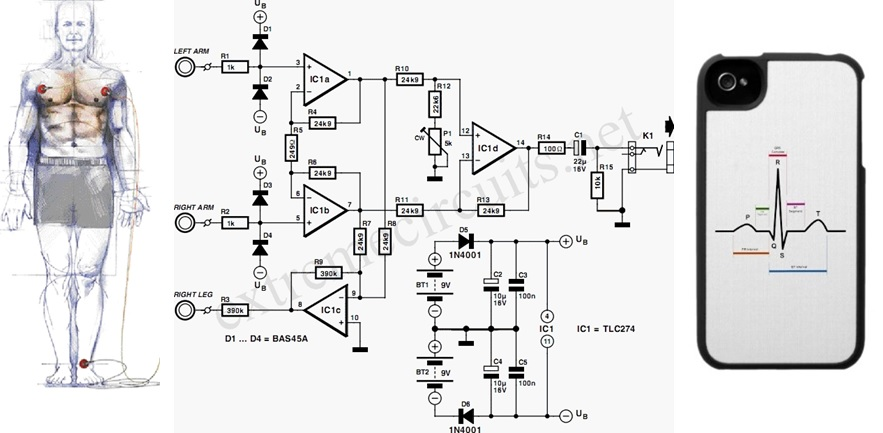 UB
D1
LEFT ARM
R1
1k
3
IC1a
1
2
D2
UB
R4
24k9
R5
249Ω
R10
24k9
R12
22k6
CW
P1
5k
12
IC1d
14
13
R14
100Ω
C1
22µ
16V
K1
R15
10k
UB
D3
R6
24k9
6
IC1b
7
5
RIGHT ARM
R2
1k
D4
UB
R11
24k9
R13
24k9
R7
24k9
R8
24k9
R9
390k
RIGHT LEG
R3
390k
8
IC1c
9
10
D1 ... D4 = BAS45A
D5
1N4001
UB
BT1
9V
C2
10µ
16V
C3
100n
4
IC1
11
IC1 = TLC274
BT2
9V
C4
10µ
16V
C5
100n
D6
1N4001
UB
extremecircuits.net
R
P
T
Q
S